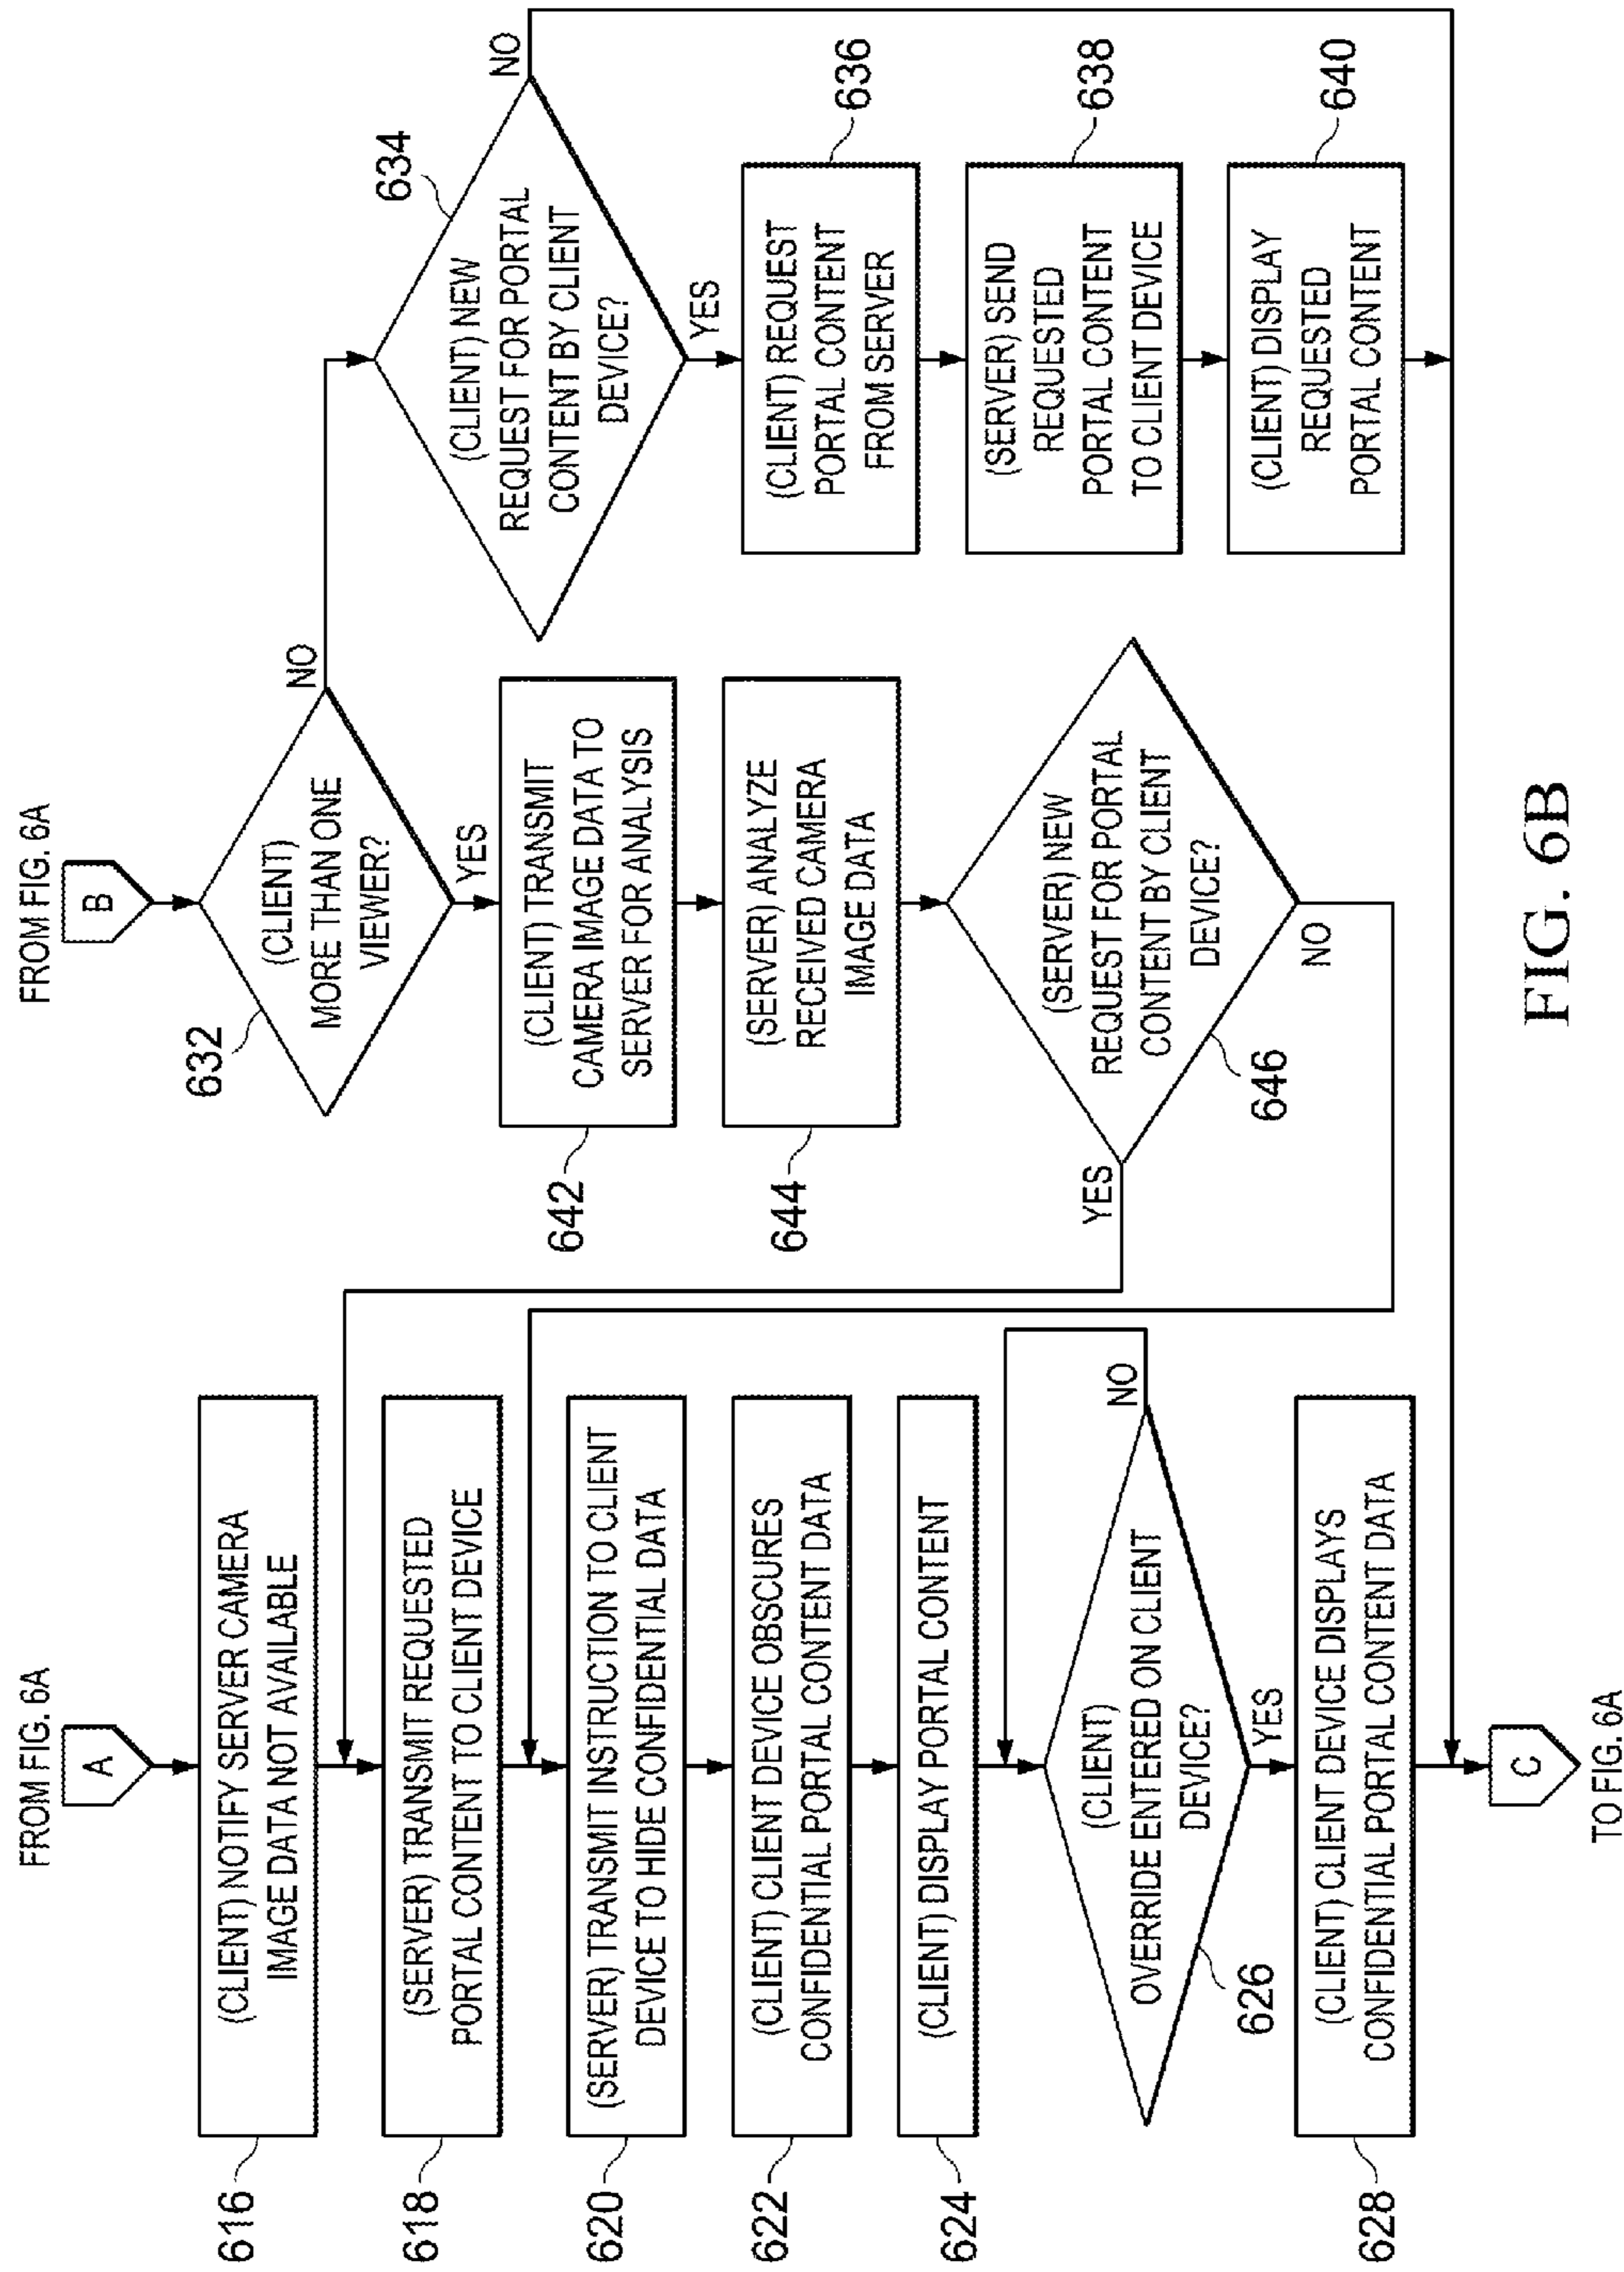 FROM FIG. 6A
A
(CLIENT) NOTIFY SERVER CAMERA
IMAGE DATA NOT AVAILABLE
616
(SERVER) TRANSMIT REQUESTED
PORTAL CONTENT TO CLIENT DEVICE
618
(SERVER) TRANSMIT INSTRUCTION TO CLIENT
DEVICE TO HIDE CONFIDENTIAL DATA
620
(CLIENT) CLIENT DEVICE OBSCURES
CONFIDENTIAL PORTAL CONTENT DATA
622
(CLIENT) DISPLAY PORTAL CONTENT
624
(CLIENT)
OVERRIDE ENTERED ON CLIENT
DEVICE?
626
NO
YES
(CLIENT) CLIENT DEVICE DISPLAYS
CONFIDENTIAL PORTAL CONTENT DATA
628
C
TO FIG. 6A
FROM FIG. 6A
B
(CLIENT)
MORE THAN ONE
VIEWER?
632
NO
YES
(CLIENT) TRANSMIT
CAMERA IMAGE DATA TO
SERVER FOR ANALYSIS
642
(SERVER) ANALYZE
RECEIVED CAMERA
IMAGE DATA
644
(SERVER) NEW
REQUEST FOR PORTAL
CONTENT BY CLIENT
DEVICE?
646
YES
NO
634
(CLIENT) NEW
REQUEST FOR PORTAL
CONTENT BY CLIENT
DEVICE?
NO
YES
(CLIENT) REQUEST
PORTAL CONTENT
FROM SERVER
636
(SERVER) SEND
REQUESTED
PORTAL CONTENT
TO CLIENT DEVICE
638
(CLIENT) DISPLAY
REQUESTED
PORTAL CONTENT
640
FIG. 6B